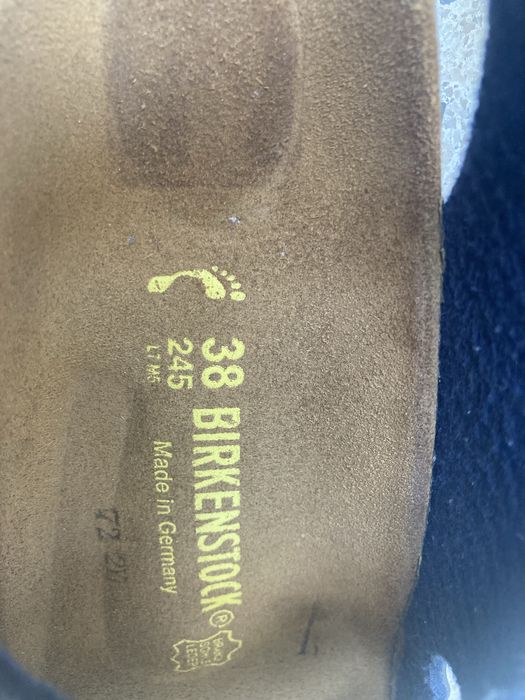 38 BIRKENSTOCK®
245
L7 M5
Made in Germany